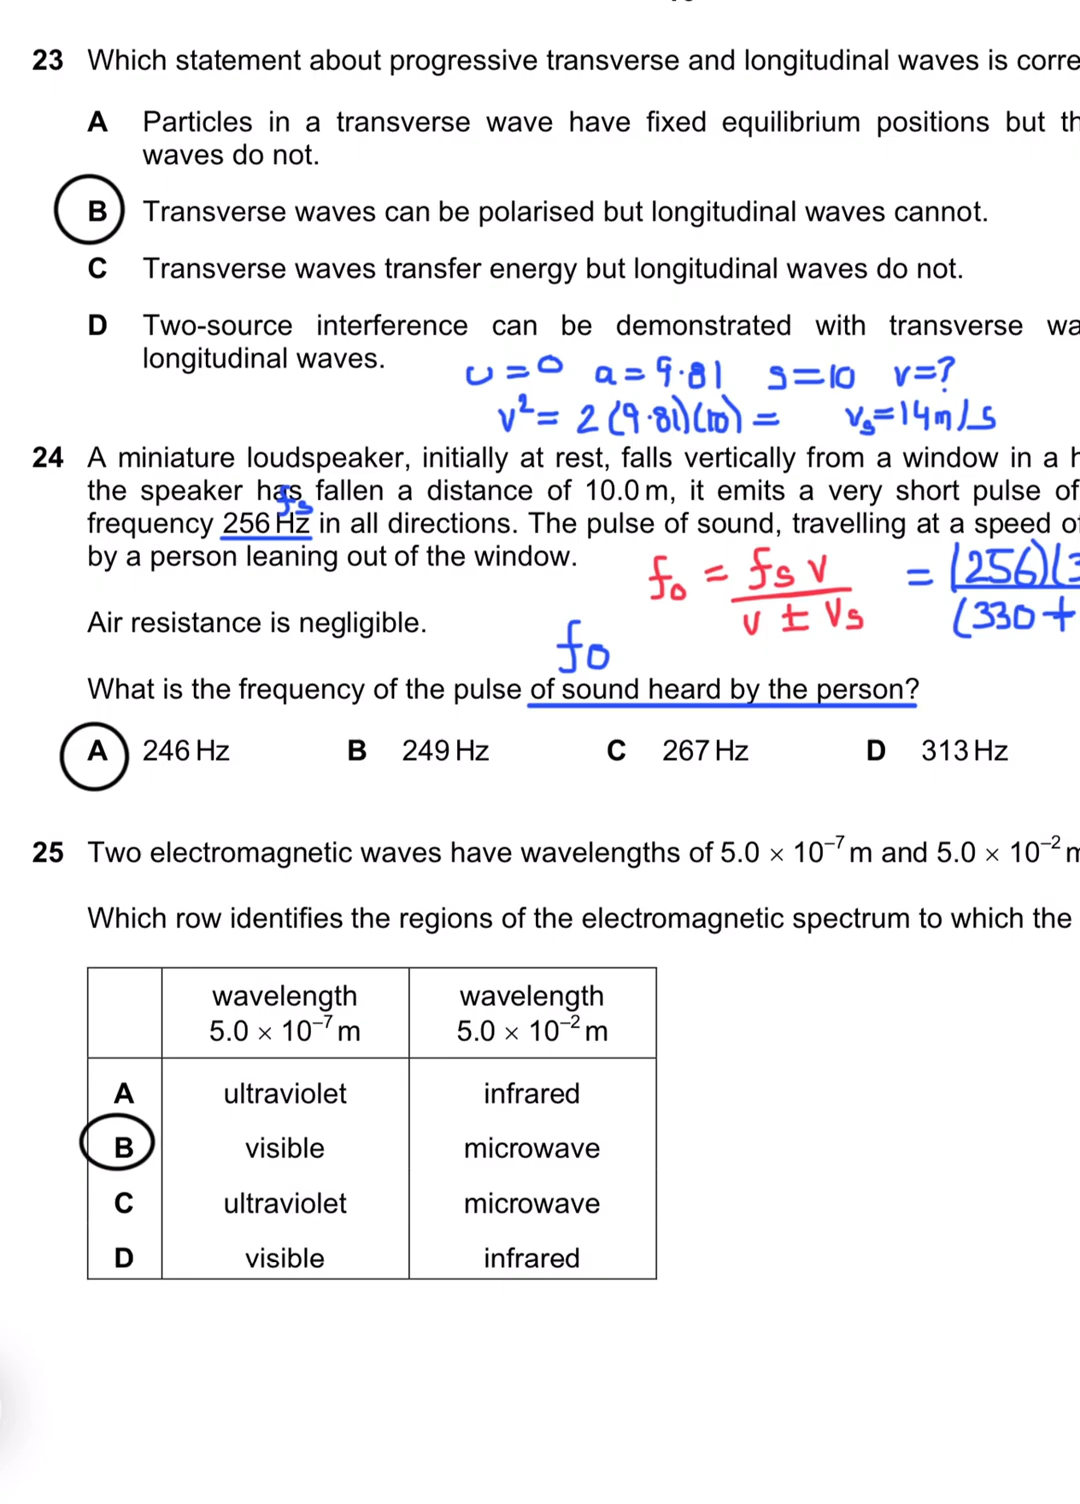 23 Which statement about progressive transverse and longitudinal waves is corre
A Particles in a transverse wave have fixed equilibrium positions but th
waves do not.
B Transverse waves can be polarised but longitudinal waves cannot.
C Transverse waves transfer energy but longitudinal waves do not.
D Two-source interference can be demonstrated with transverse wa
longitudinal waves.
u = 0 a = 9.81 s = 10 v = ?
v² = 2 (9.81)(10) = vs = 14 m/s
24 A miniature loudspeaker, initially at rest, falls vertically from a window in a h
the speaker has fallen a distance of 10.0 m, it emits a very short pulse of
fs
frequency 256 Hz in all directions. The pulse of sound, travelling at a speed of
by a person leaning out of the window.
fo = fs v / v ± vs = (256)(3 / (330 +
Air resistance is negligible.
fo
What is the frequency of the pulse of sound heard by the person?
A 246 Hz B 249 Hz C 267 Hz D 313 Hz
25 Two electromagnetic waves have wavelengths of 5.0 × 10⁻⁷ m and 5.0 × 10⁻² m
Which row identifies the regions of the electromagnetic spectrum to which the
wavelength wavelength
5.0 × 10⁻⁷ m 5.0 × 10⁻² m
A ultraviolet infrared
B visible microwave
C ultraviolet microwave
D visible infrared